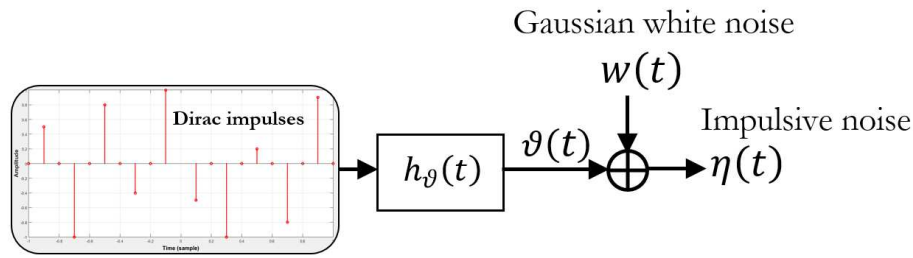 Gaussian white noise
w(t)
Dirac impulses
Impulsive noise
h_ϑ(t)
ϑ(t)
η(t)
Amplitude
Time (sample)